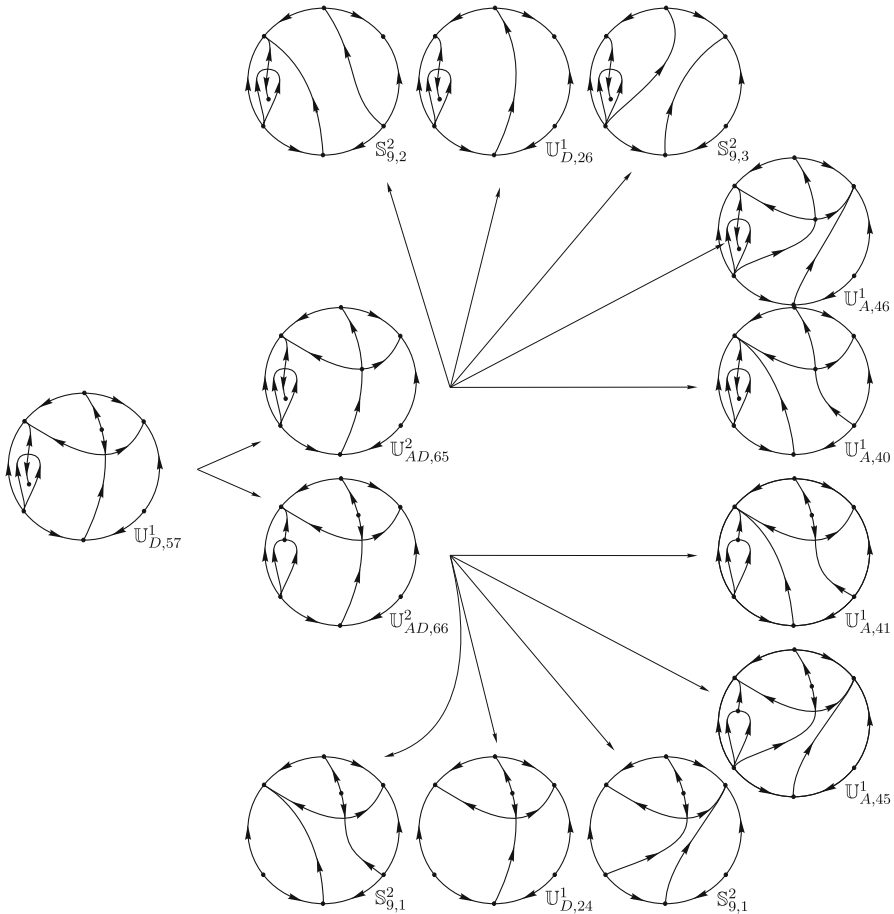 𝕊²₉,₂
𝕌¹_D,26
𝕊²₉,₃
𝕌¹_A,46
𝕌²_AD,65
𝕌¹_A,40
𝕌¹_D,57
𝕌²_AD,66
𝕌¹_A,41
𝕌¹_A,45
𝕊²₉,₁
𝕌¹_D,24
𝕊²₉,₁